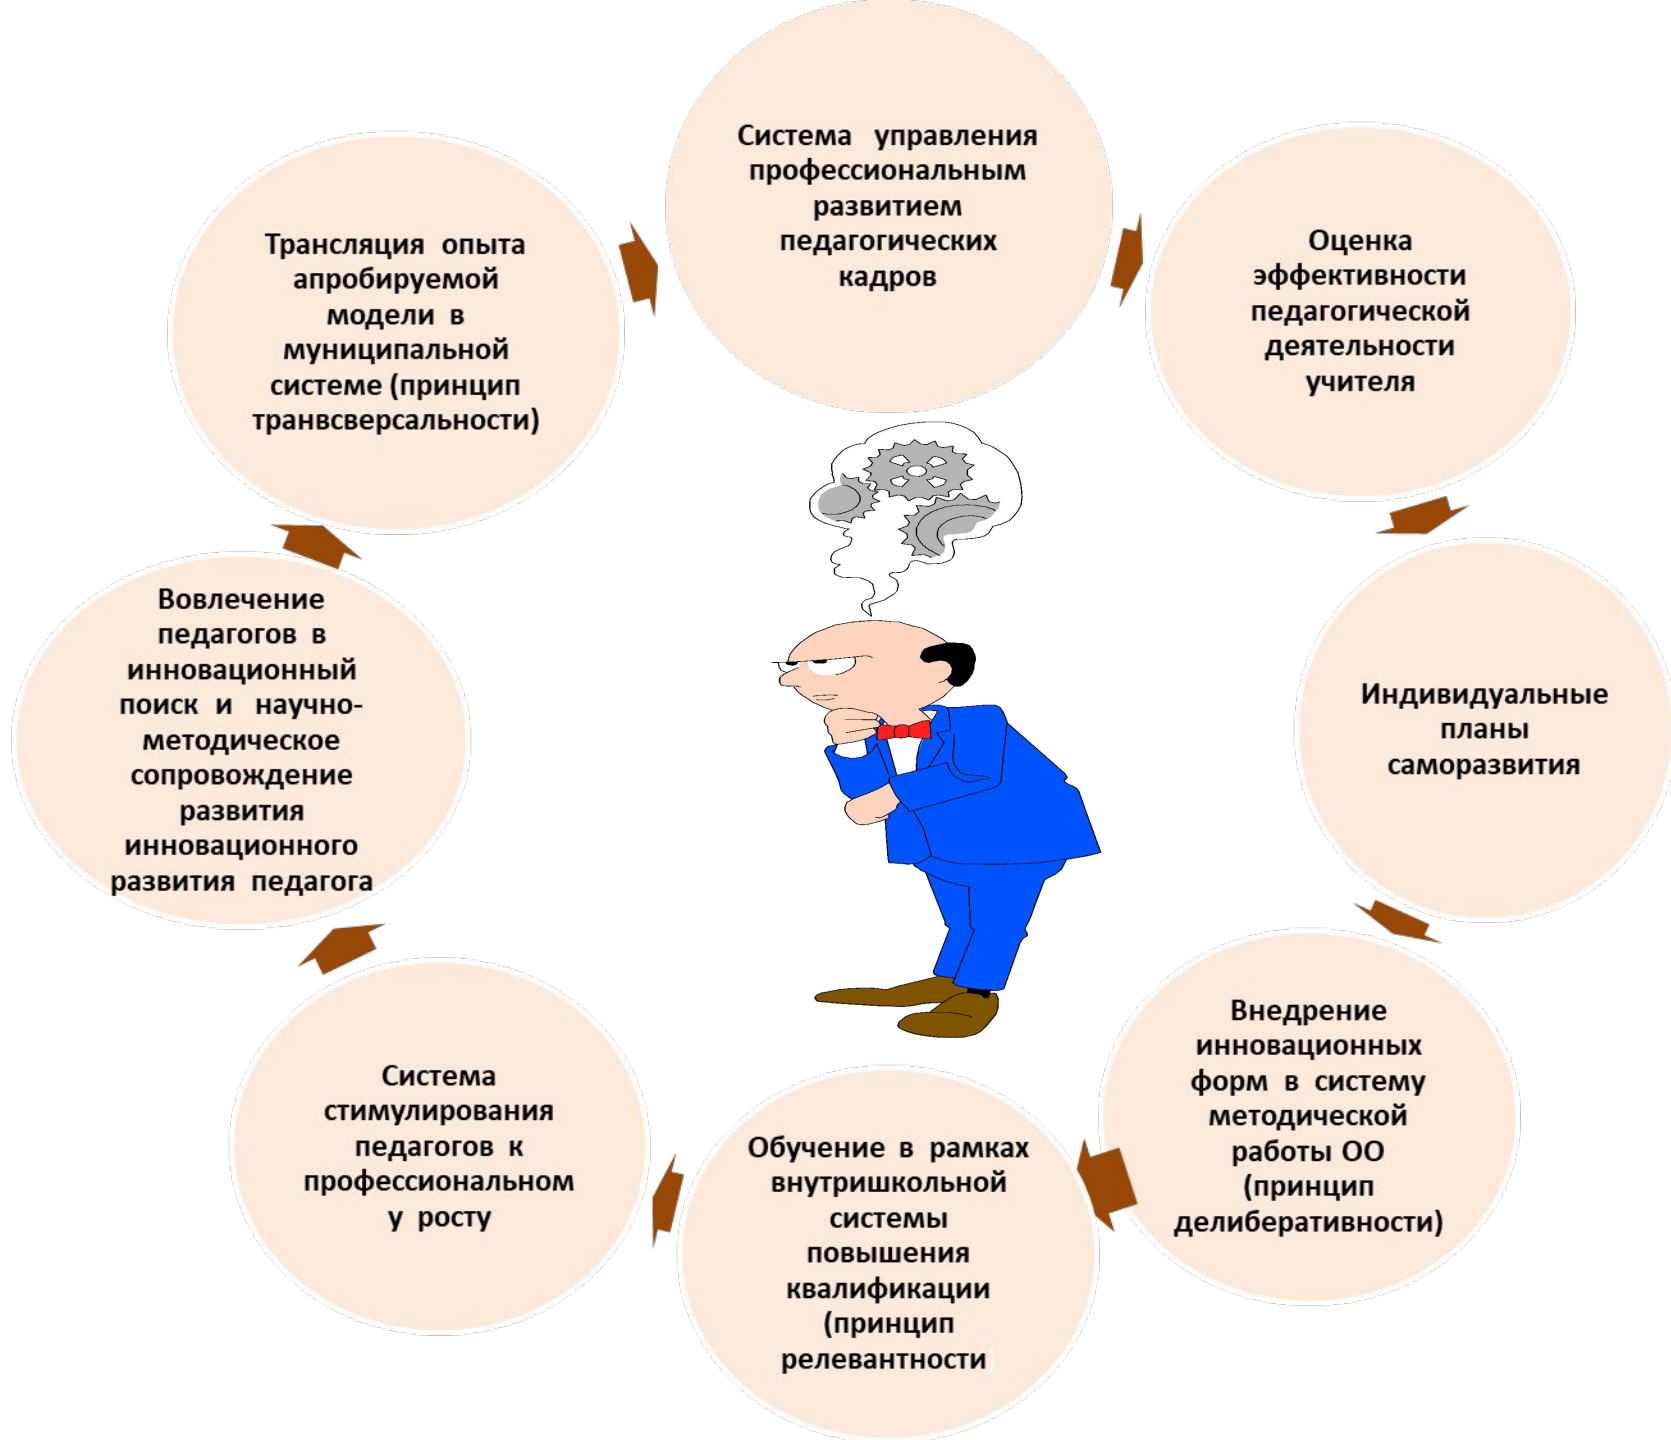 Система управления
профессиональным
развитием
педагогических
кадров
Оценка
эффективности
педагогической
деятельности
учителя
Индивидуальные
планы
саморазвития
Внедрение
инновационных
форм в систему
методической
работы ОО
(принцип
делиберативности)
Обучение в рамках
внутришкольной
системы
повышения
квалификации
(принцип
релевантности)
Система
стимулирования
педагогов к
профессиональном
у росту
Вовлечение
педагогов в
инновационный
поиск и научно-
методическое
сопровождение
развития
инновационного
развития педагога
Трансляция опыта
апробируемой
модели в
муниципальной
системе (принцип
транвсверсальности)